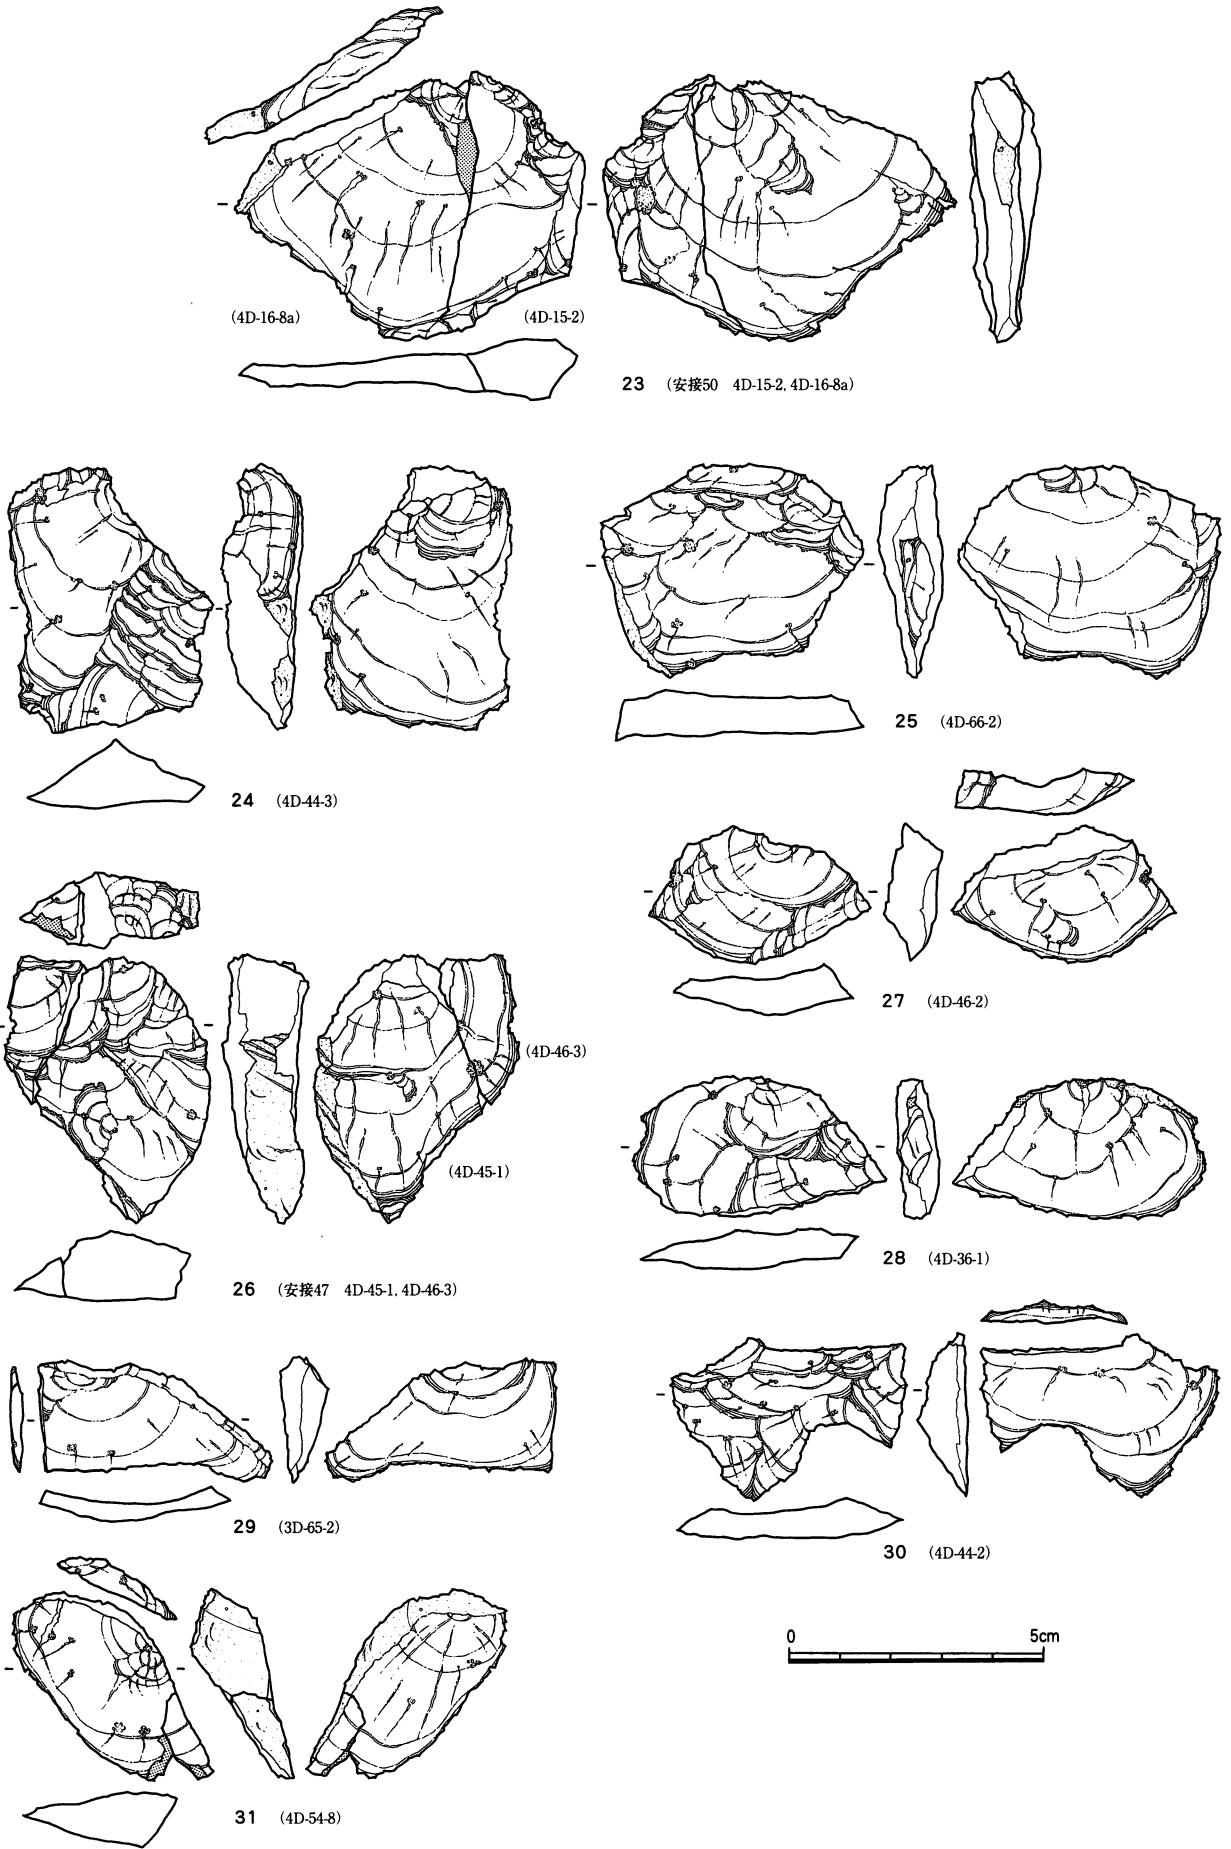 (4D-16-8a)
(4D-15-2)
23 (安接50 4D-15-2, 4D-16-8a)
24 (4D-44-3)
25 (4D-66-2)
27 (4D-46-2)
(4D-46-3)
(4D-45-1)
26 (安接47 4D-45-1, 4D-46-3)
28 (4D-36-1)
29 (3D-65-2)
30 (4D-44-2)
0 5cm
31 (4D-54-8)